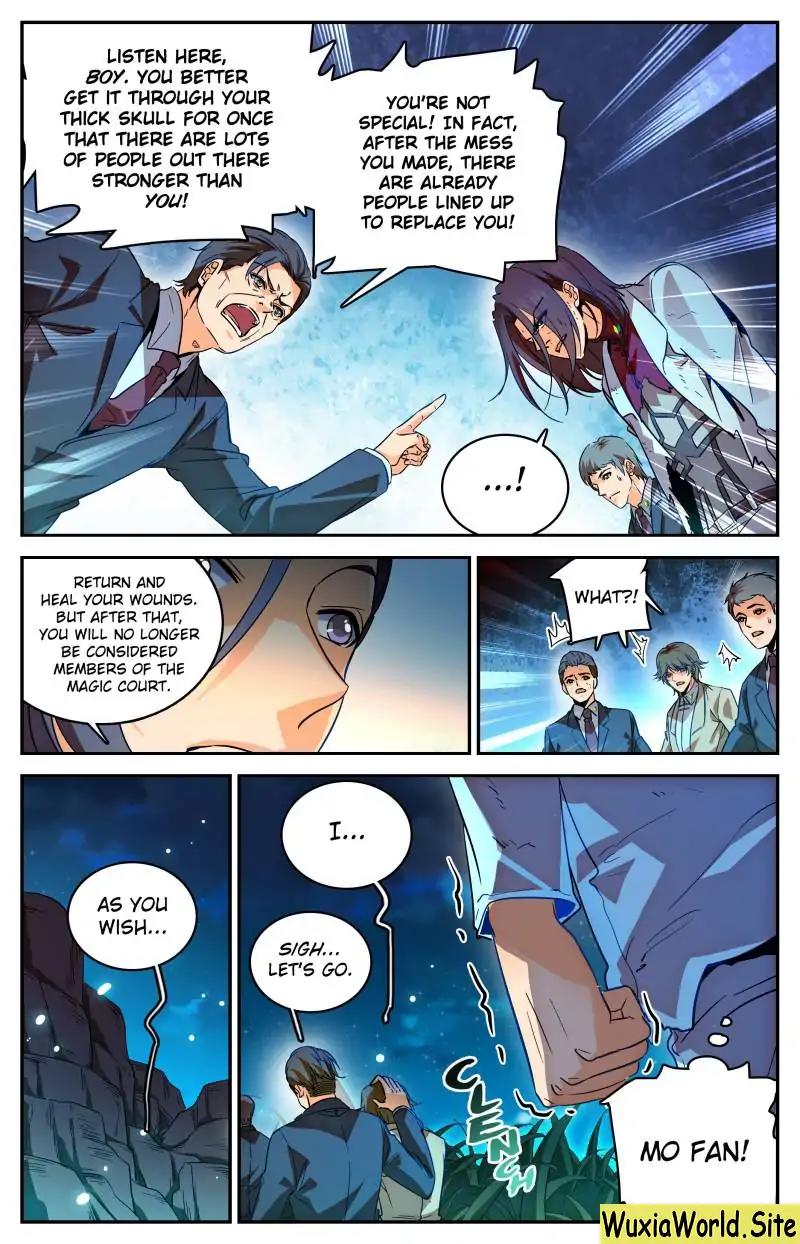 LISTEN HERE,
BOY. YOU BETTER
GET IT THROUGH YOUR
THICK SKULL FOR ONCE
THAT THERE ARE LOTS
OF PEOPLE OUT THERE
STRONGER THAN
YOU!
YOU'RE NOT
SPECIAL! IN FACT,
AFTER THE MESS
YOU MADE, THERE
ARE ALREADY
PEOPLE LINED UP
TO REPLACE YOU!
...!
RETURN AND
HEAL YOUR WOUNDS.
BUT AFTER THAT,
YOU WILL NO LONGER
BE CONSIDERED
MEMBERS OF THE
MAGIC COURT.
WHAT?!
AS YOU
WISH...
I...
SIGH...
LET'S GO.
CLENCH
MO FAN!
WuxiaWorld.Site